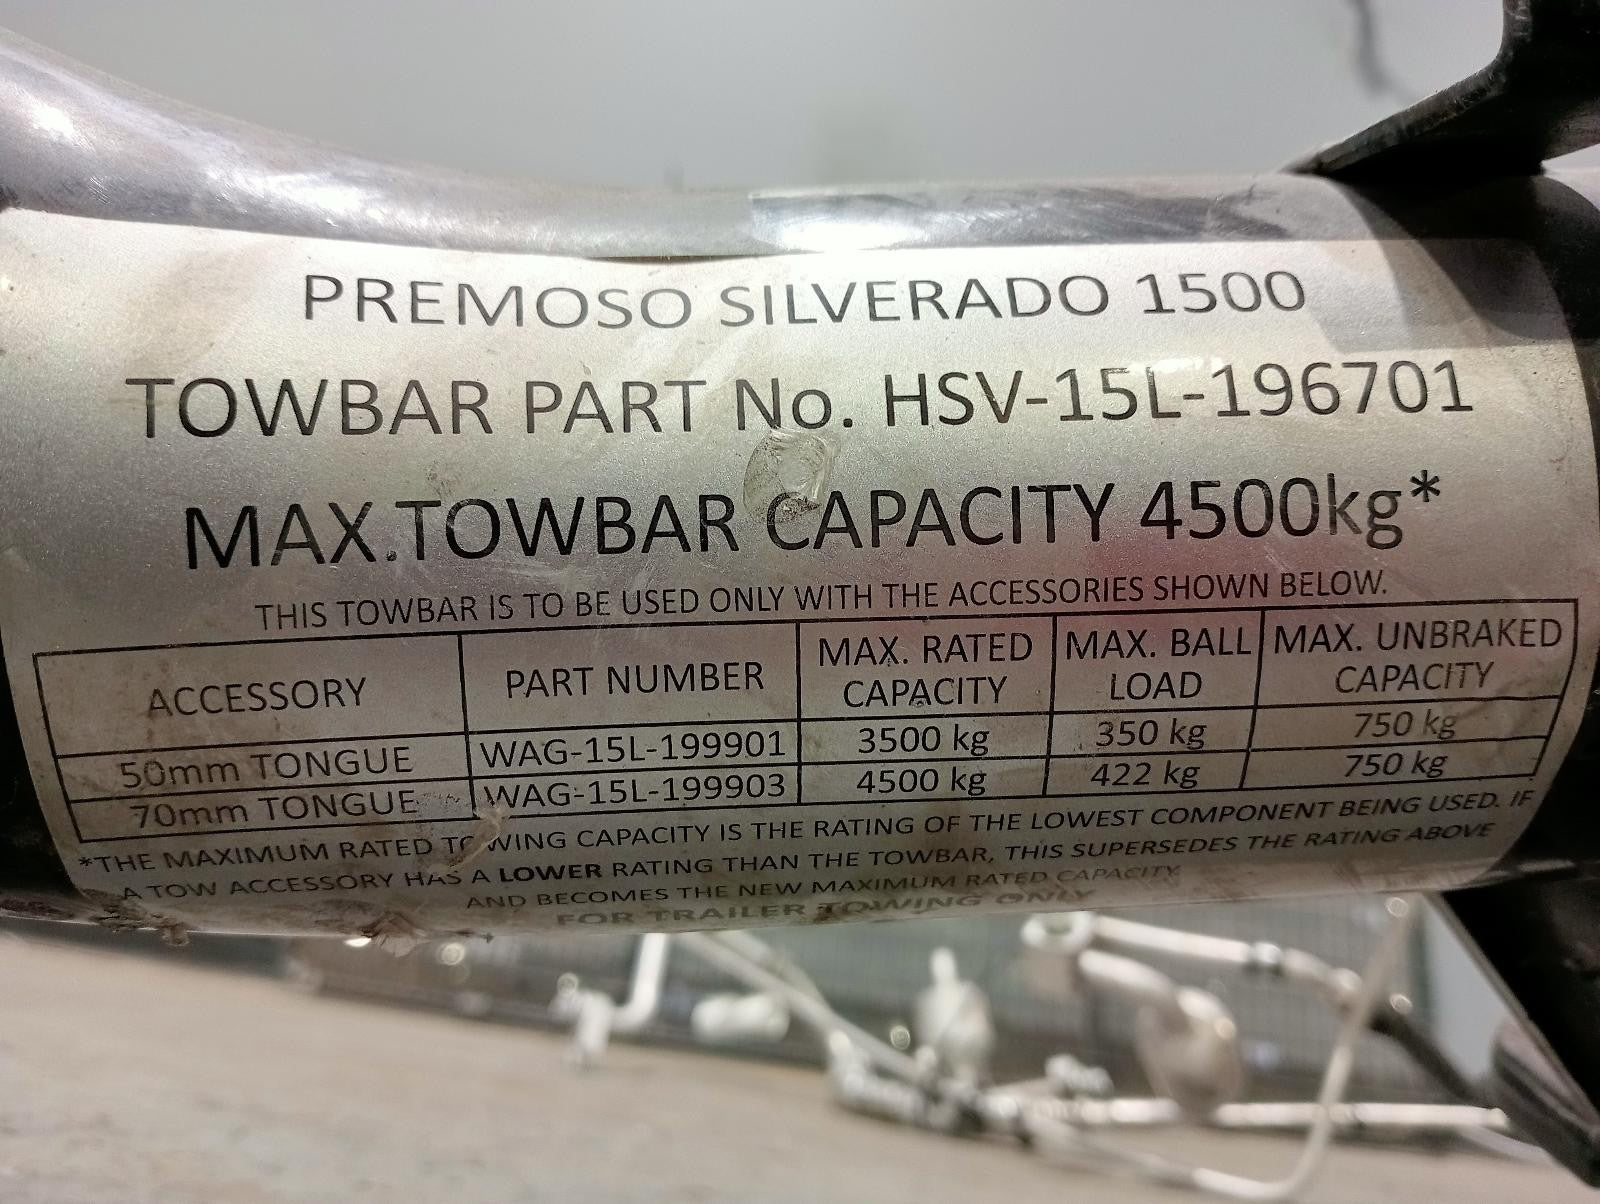 PREMOSO SILVERADO 1500
TOWBAR PART No. HSV-15L-196701
MAX.TOWBAR CAPACITY 4500kg*
THIS TOWBAR IS TO BE USED ONLY WITH THE ACCESSORIES SHOWN BELOW.
ACCESSORY PART NUMBER MAX. RATED CAPACITY MAX. BALL LOAD MAX. UNBRAKED CAPACITY
50mm TONGUE WAG-15L-199901 3500 kg 350 kg 750 kg
70mm TONGUE WAG-15L-199903 4500 kg 422 kg 750 kg
*THE MAXIMUM RATED TOWING CAPACITY IS THE RATING OF THE LOWEST COMPONENT BEING USED. IF
A TOW ACCESSORY HAS A LOWER RATING THAN THE TOWBAR, THIS SUPERSEDES THE RATING ABOVE
AND BECOMES THE NEW MAXIMUM RATED CAPACITY.
FOR TRAILER TOWING ONLY